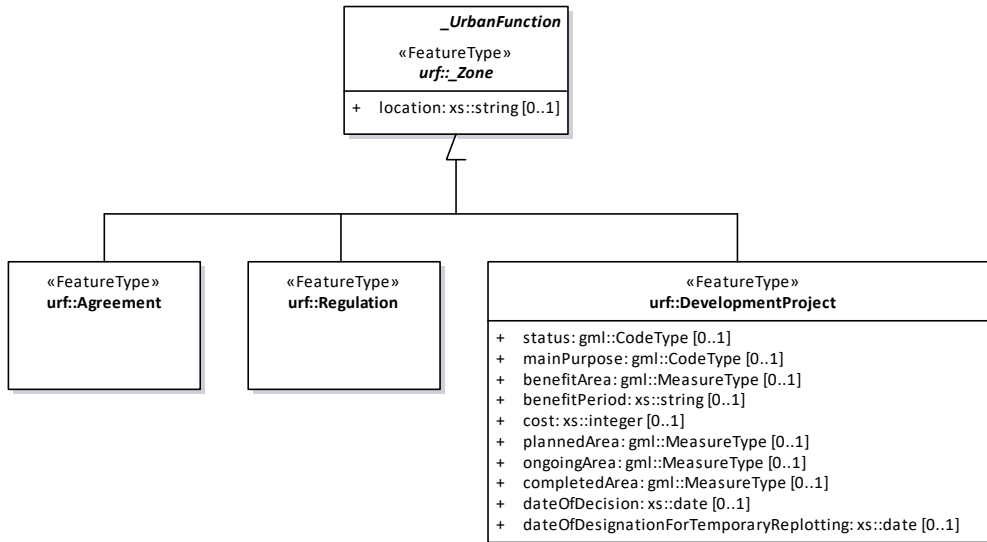 _UrbanFunction
«FeatureType»
urf::_Zone
+ location: xs::string [0..1]
«FeatureType»
urf::Agreement
«FeatureType»
urf::Regulation
«FeatureType»
urf::DevelopmentProject
+ status: gml::CodeType [0..1]
+ mainPurpose: gml::CodeType [0..1]
+ benefitArea: gml::MeasureType [0..1]
+ benefitPeriod: xs::string [0..1]
+ cost: xs::integer [0..1]
+ plannedArea: gml::MeasureType [0..1]
+ ongoingArea: gml::MeasureType [0..1]
+ completedArea: gml::MeasureType [0..1]
+ dateOfDecision: xs::date [0..1]
+ dateOfDesignationForTemporaryReplotting: xs::date [0..1]